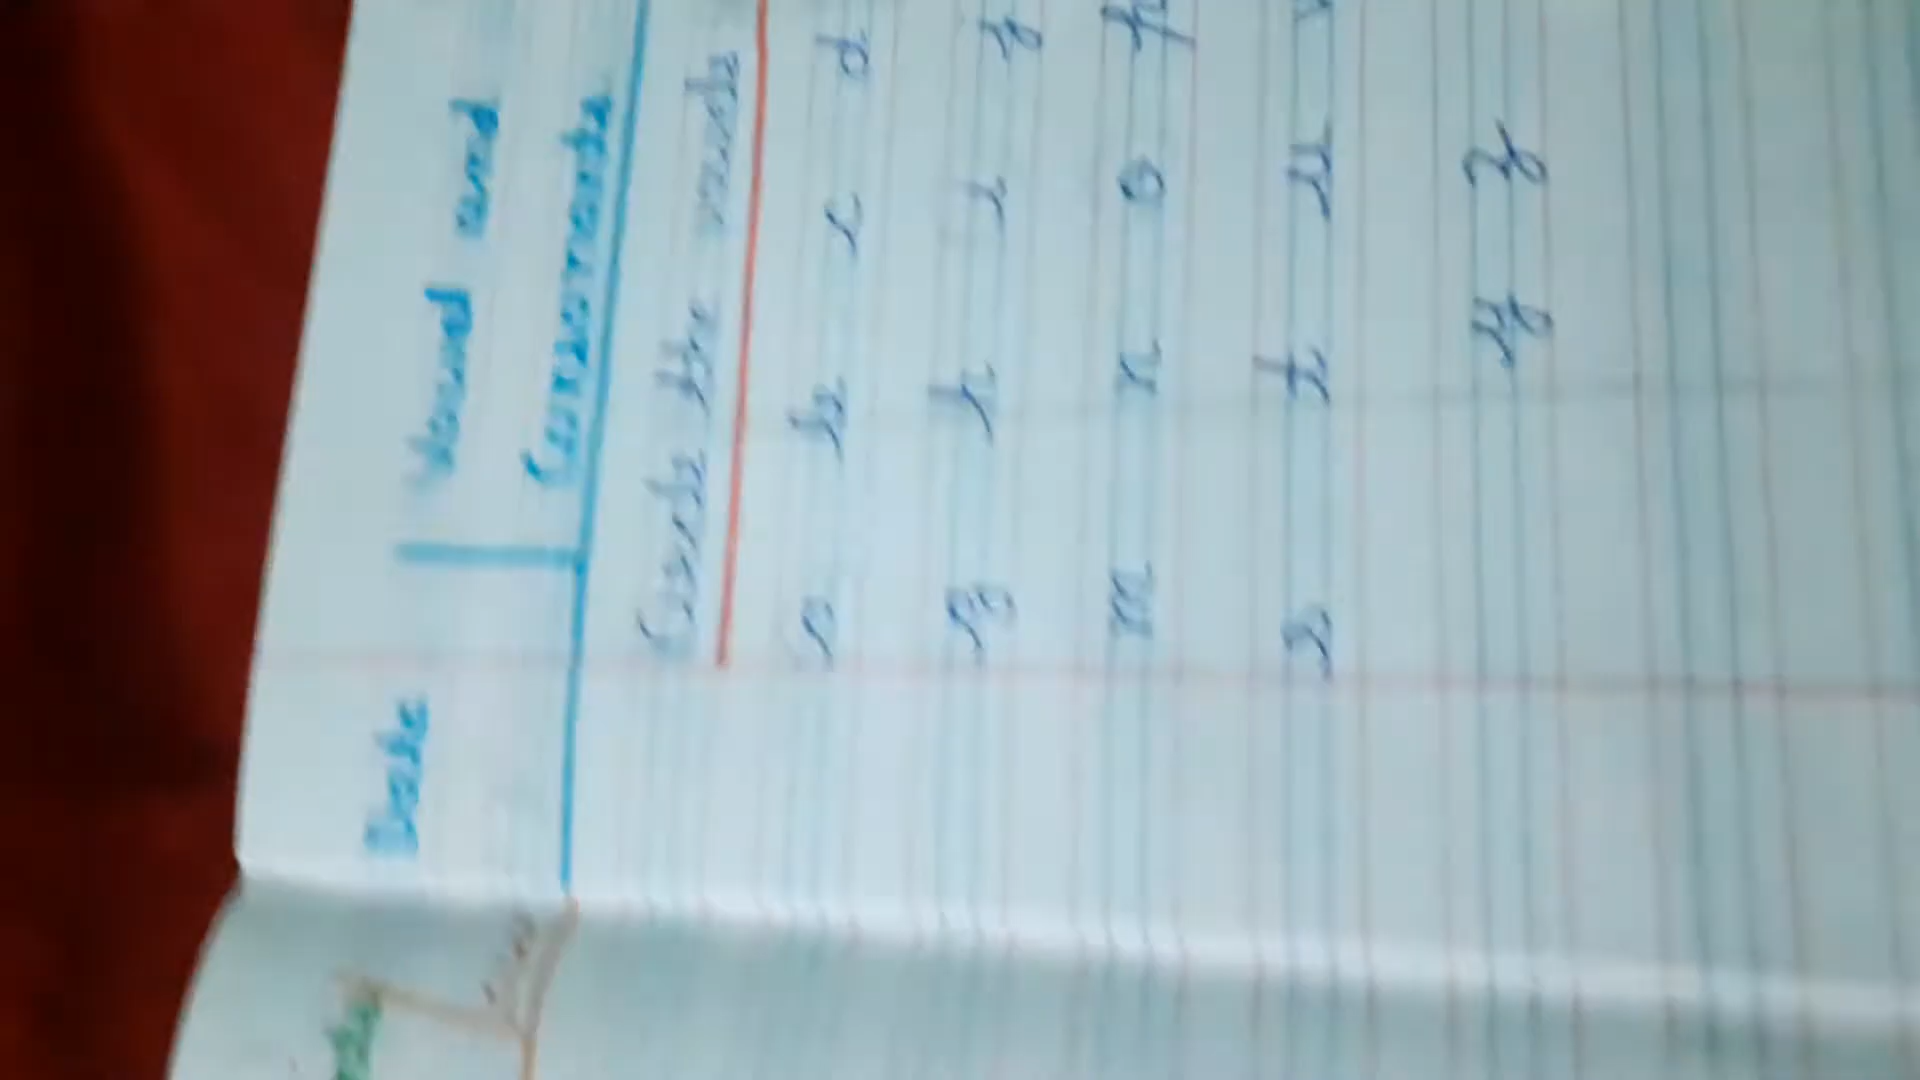 Date
Vowel and
Consonants
Circle the vowels
a b c d
g h i j
m n o p
s t u v
y z